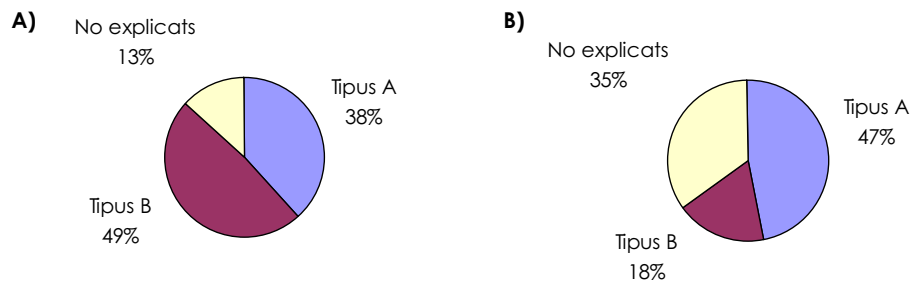 A)
No explicats
13%
Tipus A
38%
Tipus B
49%
B)
No explicats
35%
Tipus A
47%
Tipus B
18%